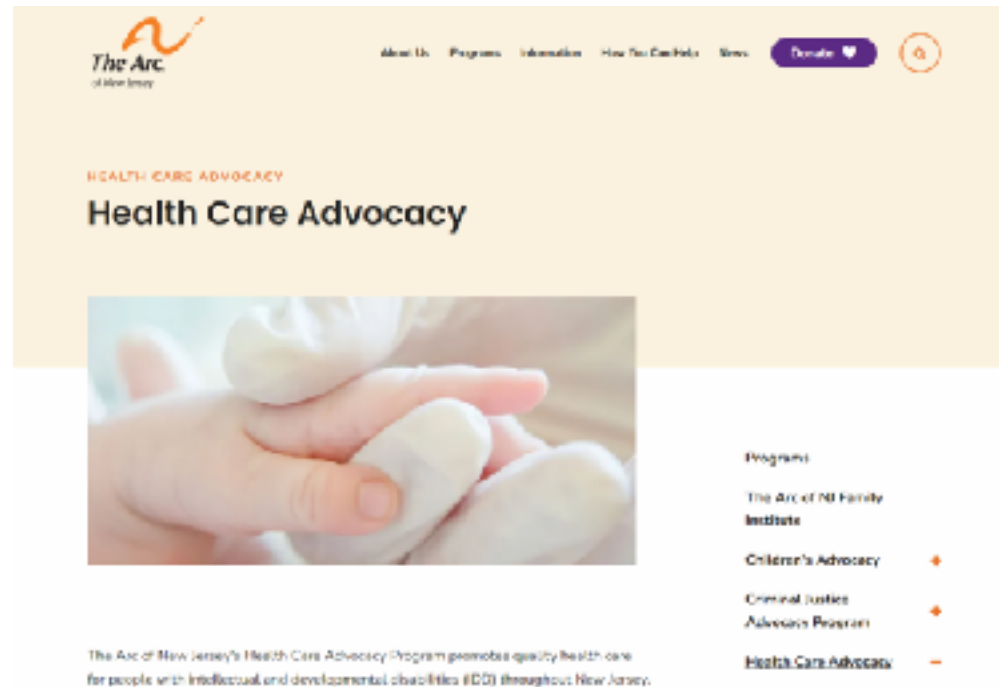 The Arc
of New Jersey
About Us Programs Information How You Can Help News Donate
HEALTH CARE ADVOCACY
Health Care Advocacy
Programs
The Arc of NJ Family
Institute
Children's Advocacy +
Criminal Justice
Advocacy Program +
Health Care Advocacy −
The Arc of New Jersey's Health Care Advocacy Program promotes quality health care
for people with intellectual and developmental disabilities (IDD) throughout New Jersey.